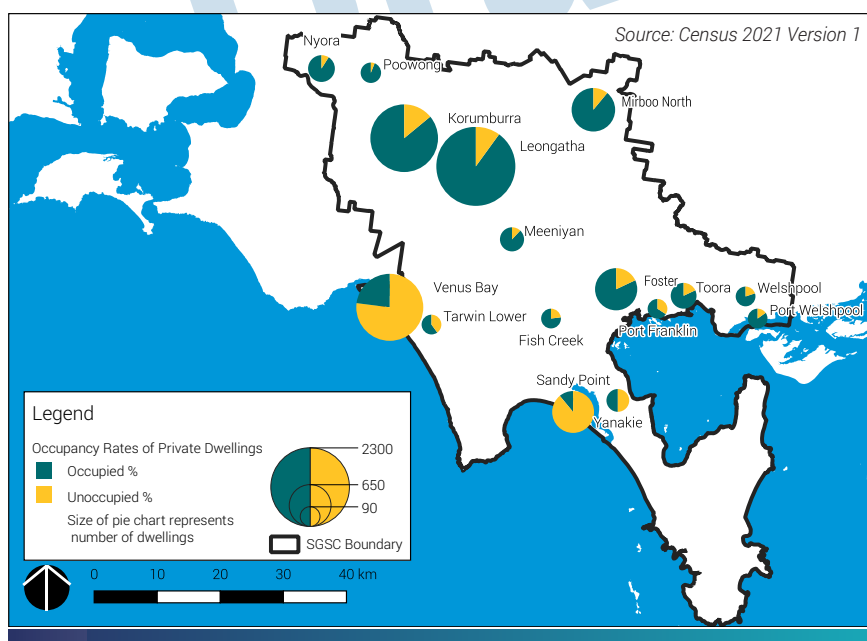 Source: Census 2021 Version 1
Nyora
Poowong
Mirboo North
Korumburra
Leongatha
Meeniyan
Venus Bay
Tarwin Lower
Fish Creek
Foster
Toora
Welshpool
Port Welshpool
Port Franklin
Sandy Point
Yanakie
Legend
Occupancy Rates of Private Dwellings
Occupied %
Unoccupied %
Size of pie chart represents
number of dwellings
2300
650
90
SGSC Boundary
0 10 20 30 40 km